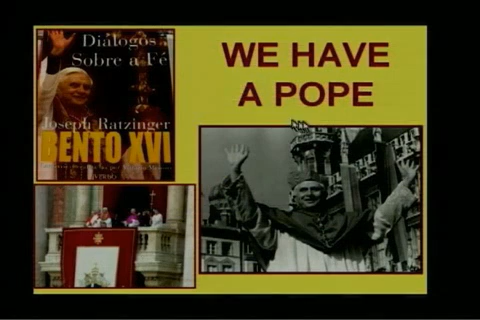 Diálogos
Sobre a Fé
Joseph Ratzinger
BENTO XVI
WE HAVE
A POPE